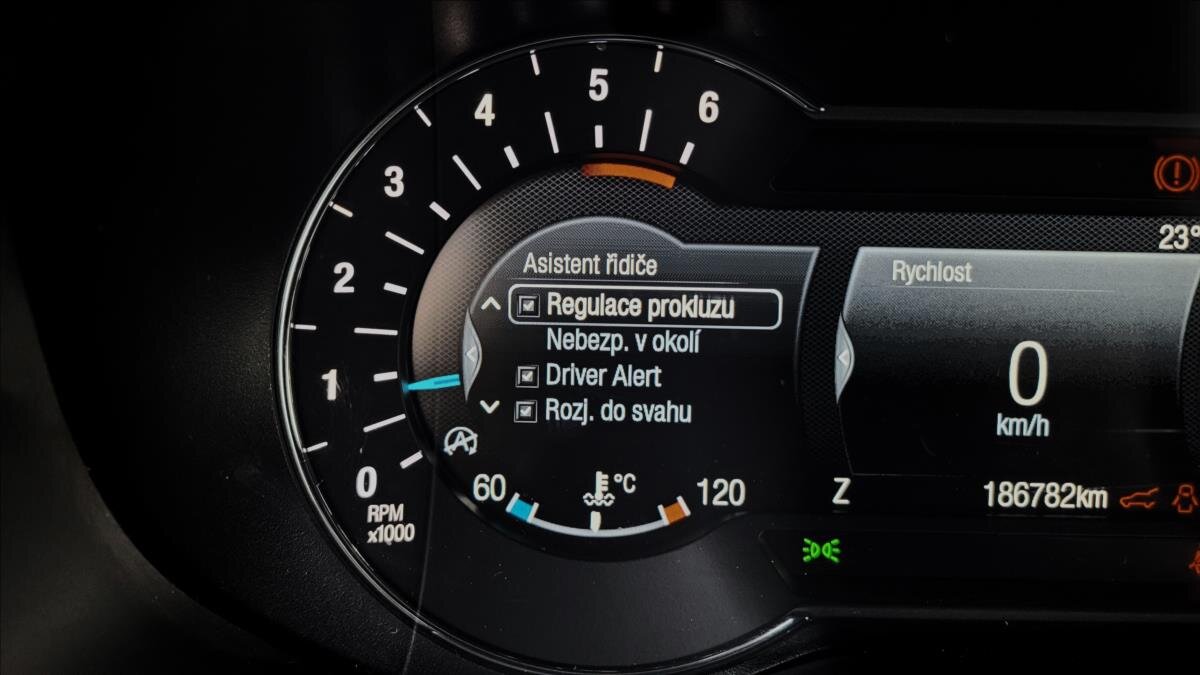 5
4
6
3
2
1
0
RPM
x1000
Asistent řidiče
Regulace prokluzu
Nebezp. v okolí
Driver Alert
Rozj. do svahu
A
60
°C
120
23°
Rychlost
0
km/h
Z
186782km